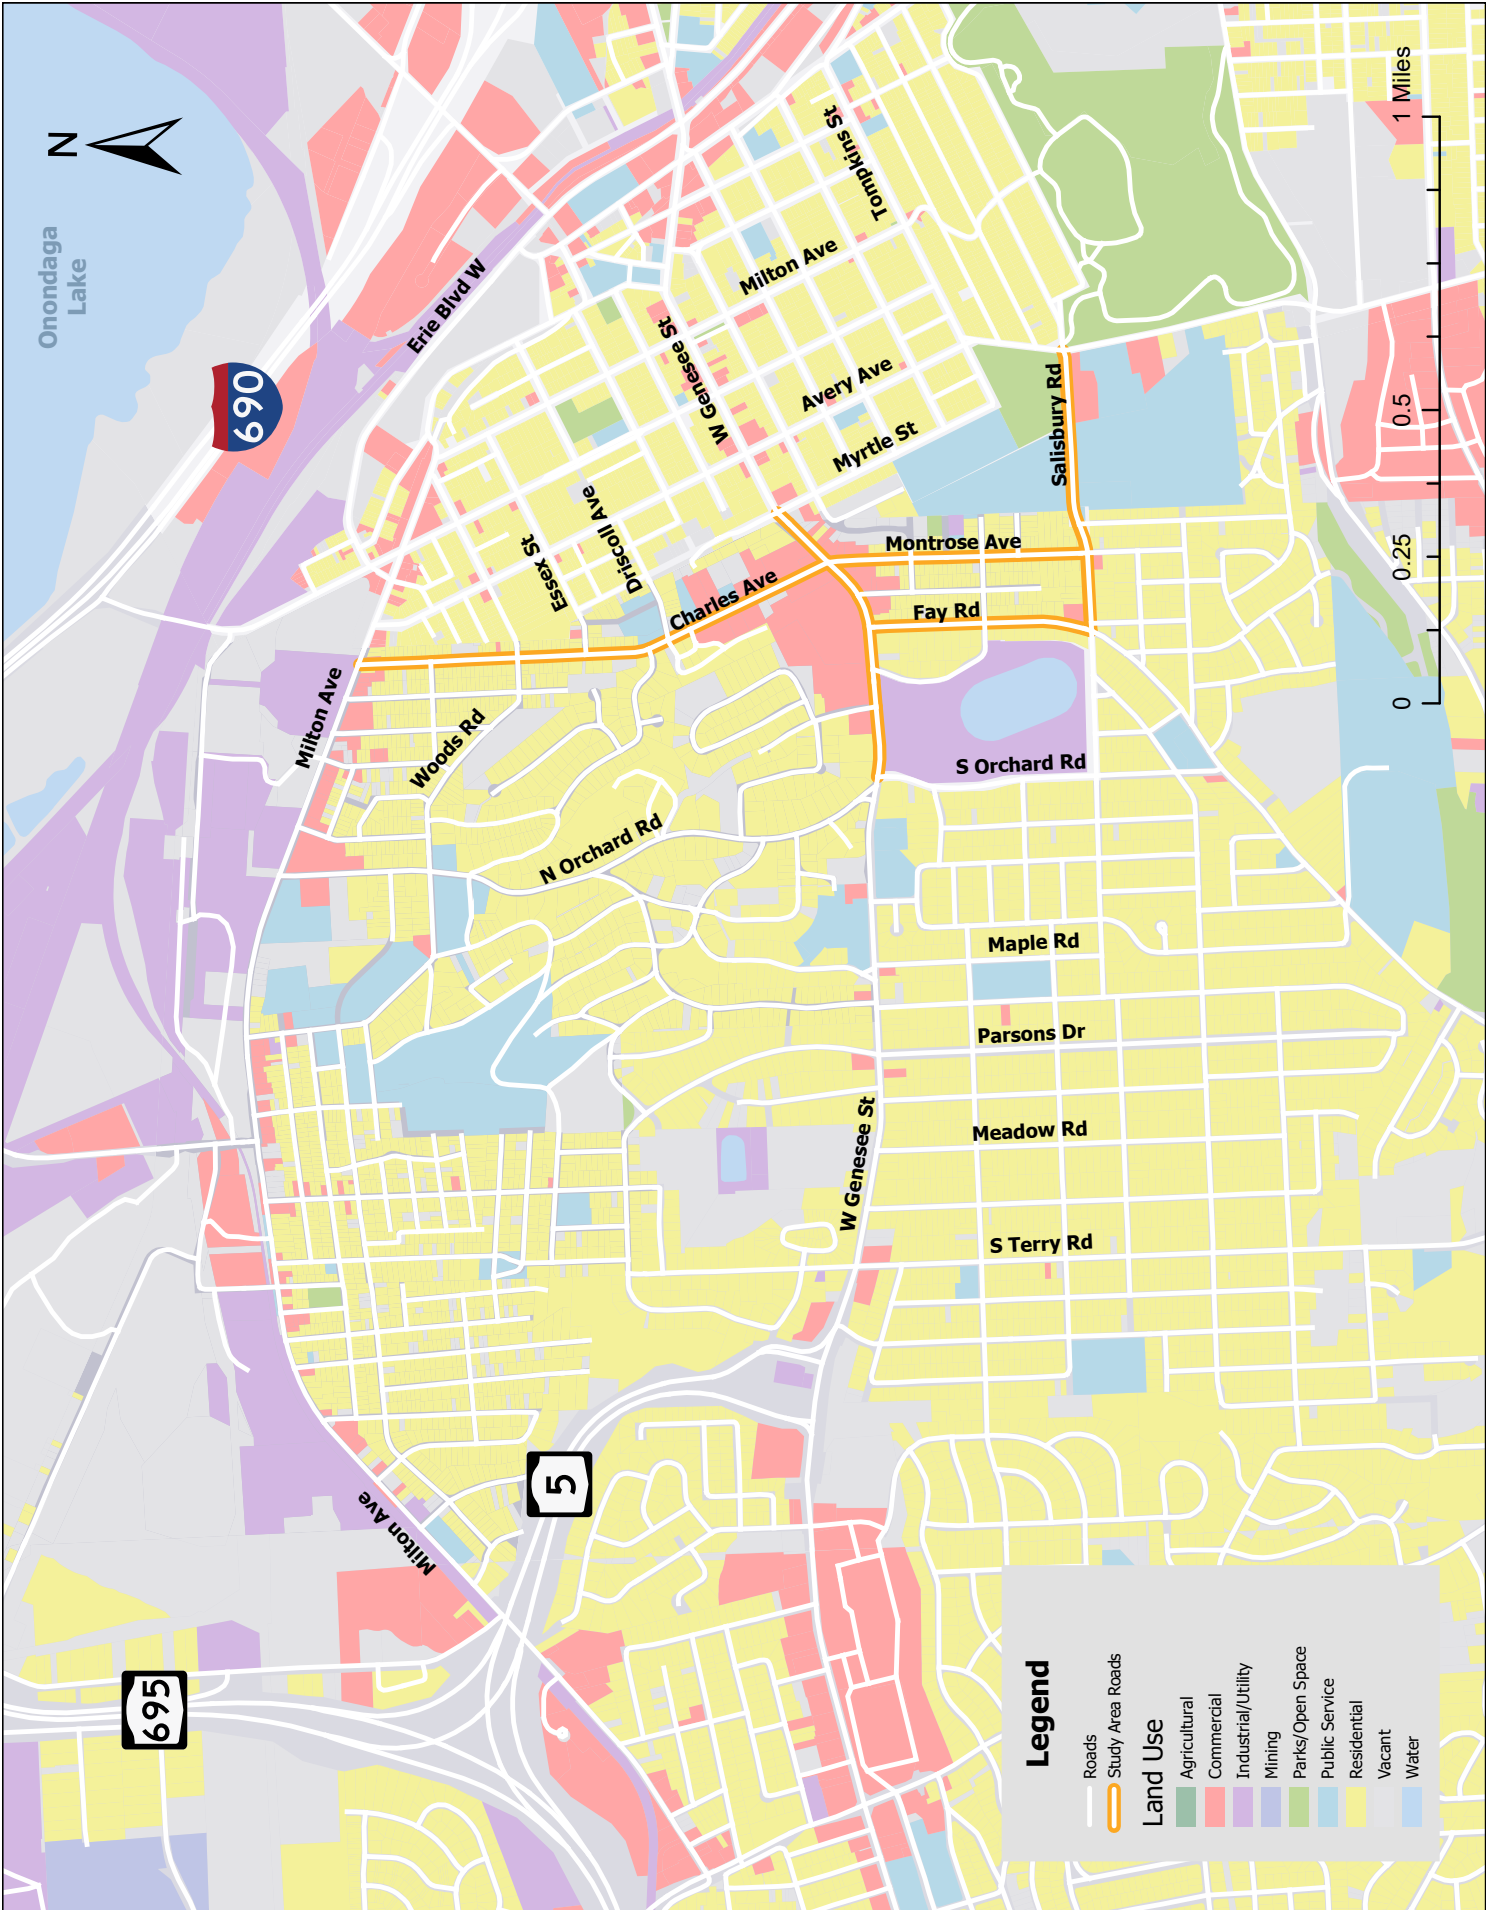 Onondaga
Lake
N
690
Erie Blvd W
Tompkins St
Milton Ave
W Genesee St
Avery Ave
Myrtle St
Salisbury Rd
Essex St
Driscoll Ave
Charles Ave
Montrose Ave
Fay Rd
Milton Ave
Woods Rd
N Orchard Rd
S Orchard Rd
Maple Rd
Parsons Dr
Meadow Rd
W Genesee St
S Terry Rd
Milton Ave
5
695
Legend
Roads
Study Area Roads
Land Use
Agricultural
Commercial
Industrial/Utility
Mining
Parks/Open Space
Public Service
Residential
Vacant
Water
0 0.25 0.5 1 Miles